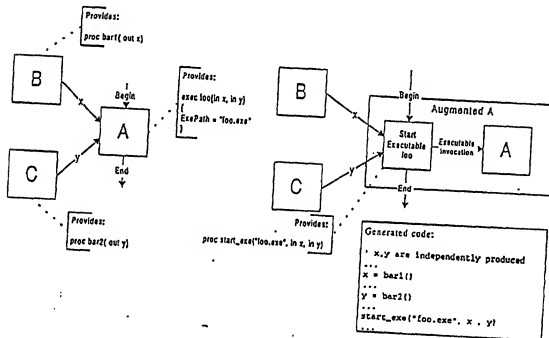 Provides:
proc bar1( out x)
B
x
Begin
A
y
C
End
Provides:
exec foo(in x, in y)
{
ExePath = "foo.exe"
}
Provides:
proc bar2( out y)
B
x
Begin
Augmented A
Start
Executable
foo
Executable
invocation
A
y
C
End
Provides:
proc start_exe("foo.exe", in x, in y)
Generated code:
' x,y are independently produced
...
x = bar1()
...
y = bar2()
...
start_exe("foo.exe", x , y)
...